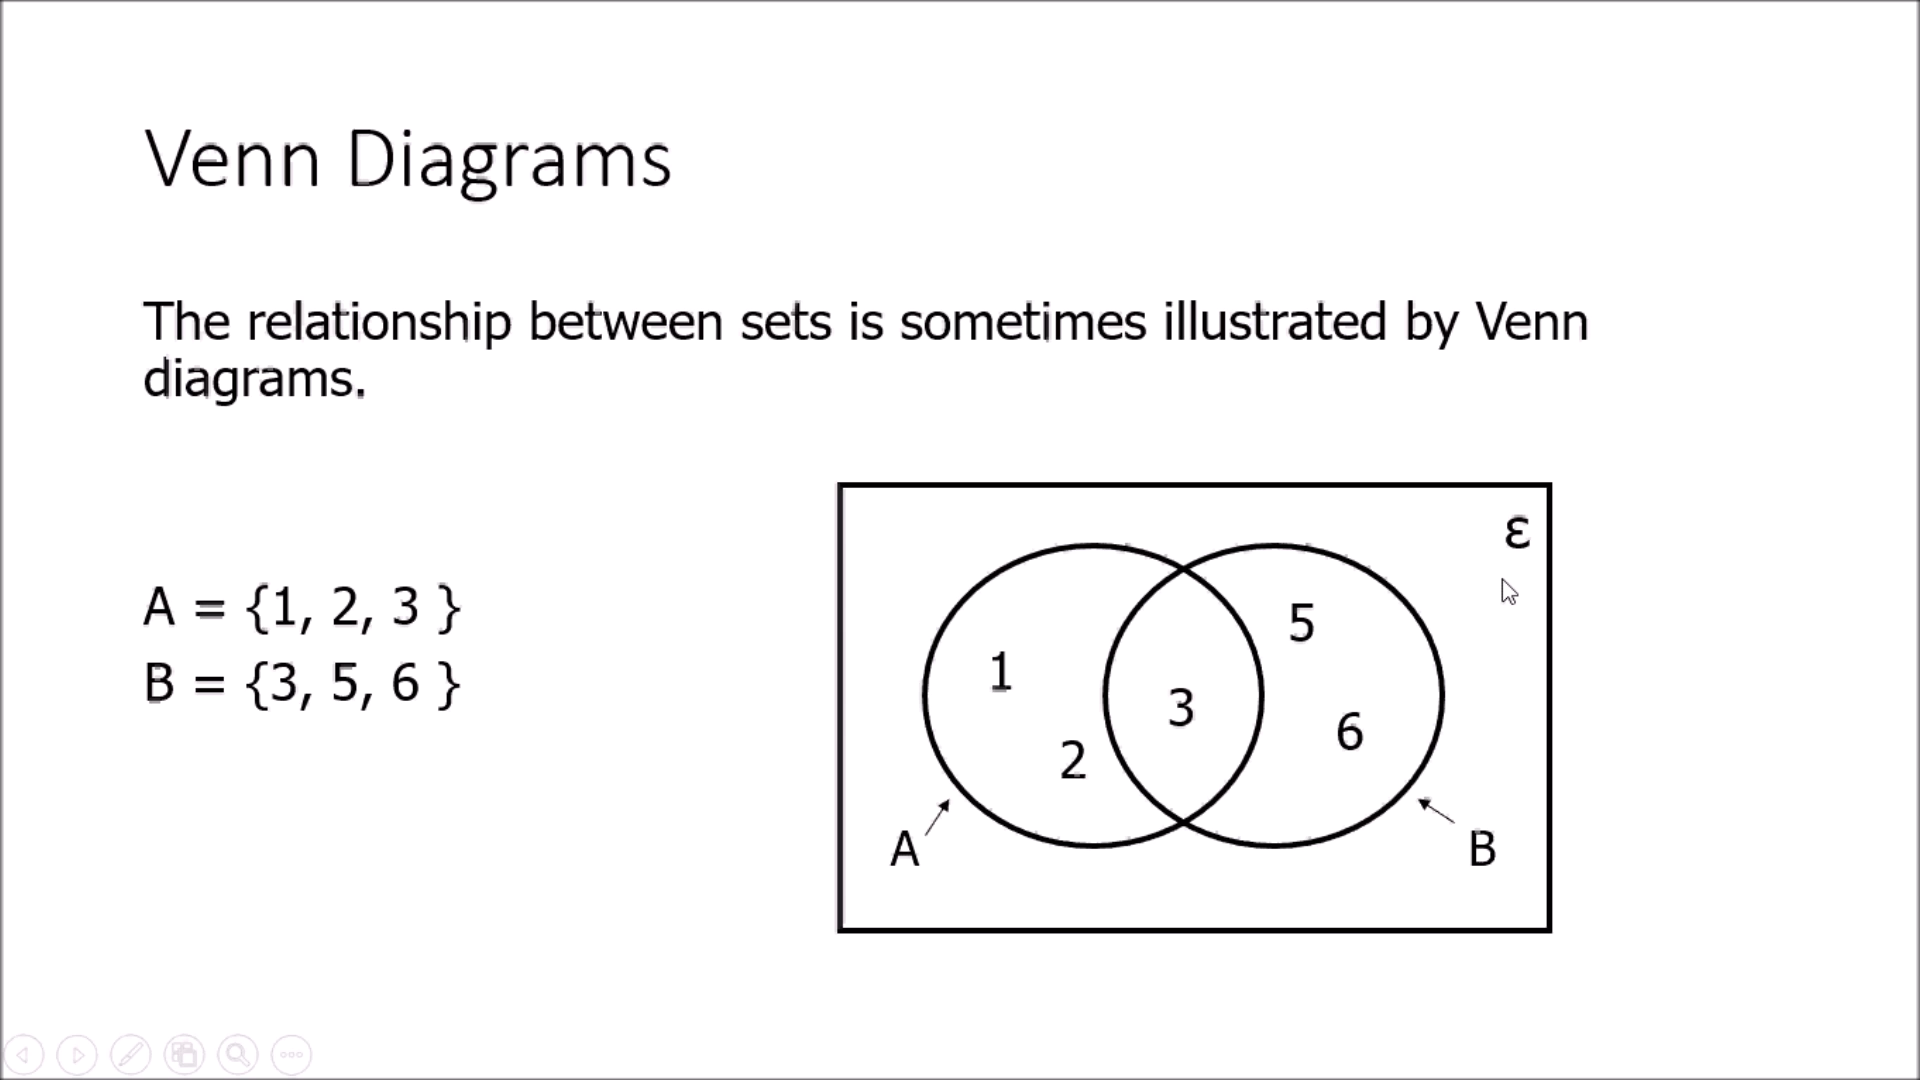 Venn Diagrams
The relationship between sets is sometimes illustrated by Venn
diagrams.
A = {1, 2, 3 }
B = {3, 5, 6 }
ε
5
1
3
6
2
A
B